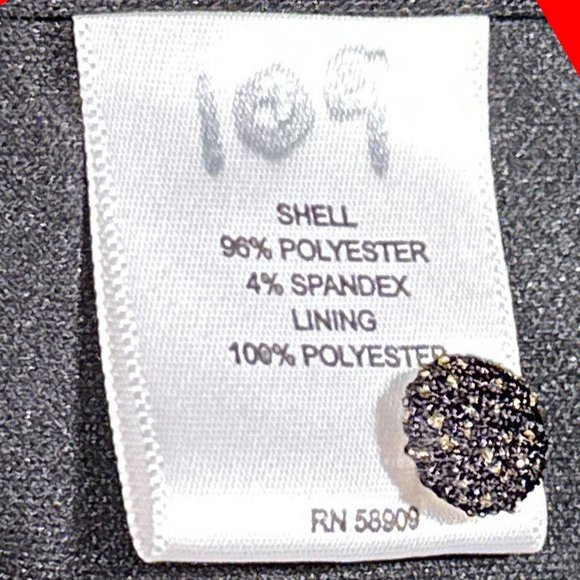 109
SHELL
96% POLYESTER
4% SPANDEX
LINING
100% POLYESTER
RN 58909